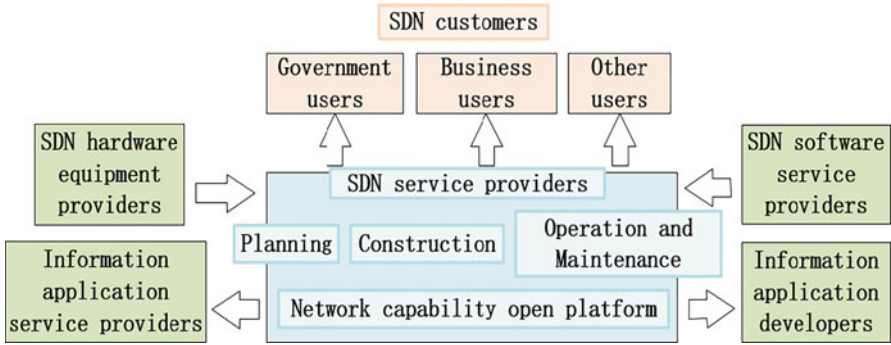 SDN customers
Government
users
Business
users
Other
users
SDN hardware
equipment
providers
SDN service providers
SDN software
service
providers
Planning
Construction
Operation and
Maintenance
Information
application
service providers
Network capability open platform
Information
application
developers